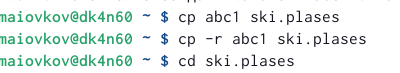 maiovkov@dk4n60 ~ $ cp abc1 ski.plases
maiovkov@dk4n60 ~ $ cp -r abc1 ski.plases
maiovkov@dk4n60 ~ $ cd ski.plases